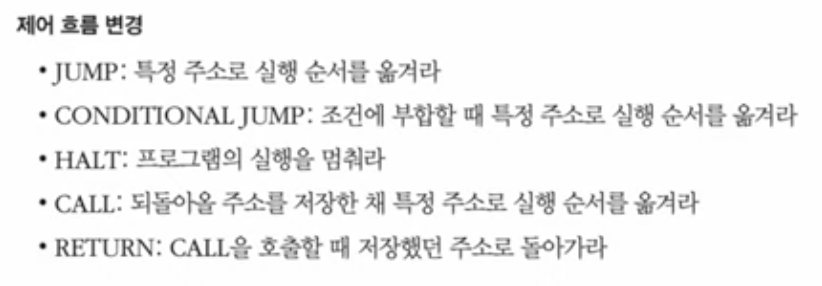 제어 흐름 변경
• JUMP: 특정 주소로 실행 순서를 옮겨라
• CONDITIONAL JUMP: 조건에 부합할 때 특정 주소로 실행 순서를 옮겨라
• HALT: 프로그램의 실행을 멈춰라
• CALL: 되돌아올 주소를 저장한 채 특정 주소로 실행 순서를 옮겨라
• RETURN: CALL을 호출할 때 저장했던 주소로 돌아가라